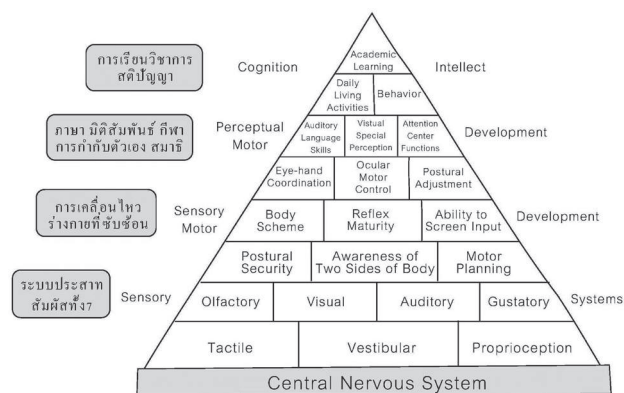 การเรียนวิชาการ
สติปัญญา
Cognition
Academic
Learning
Intellect
Daily
Living
Activities
Behavior
ภาษา มิติสัมพันธ์ กีฬา
การกำกับตัวเอง สมาธิ
Perceptual
Motor
Auditory
Language
Skills
Vistual
Special
Perception
Attention
Center
Functions
Development
Eye-hand
Coordination
Ocular
Motor
Control
Postural
Adjustment
การเคลื่อนไหว
ร่างกายที่ซับซ้อน
Sensory
Motor
Body
Scheme
Reflex
Maturity
Ability to
Screen Input
Development
Postural
Security
Awareness of
Two Sides of Body
Motor
Planning
ระบบประสาท
สัมผัสทั้ง7
Sensory
Olfactory
Visual
Auditory
Gustatory
Systems
Tactile
Vestibular
Proprioception
Central Nervous System